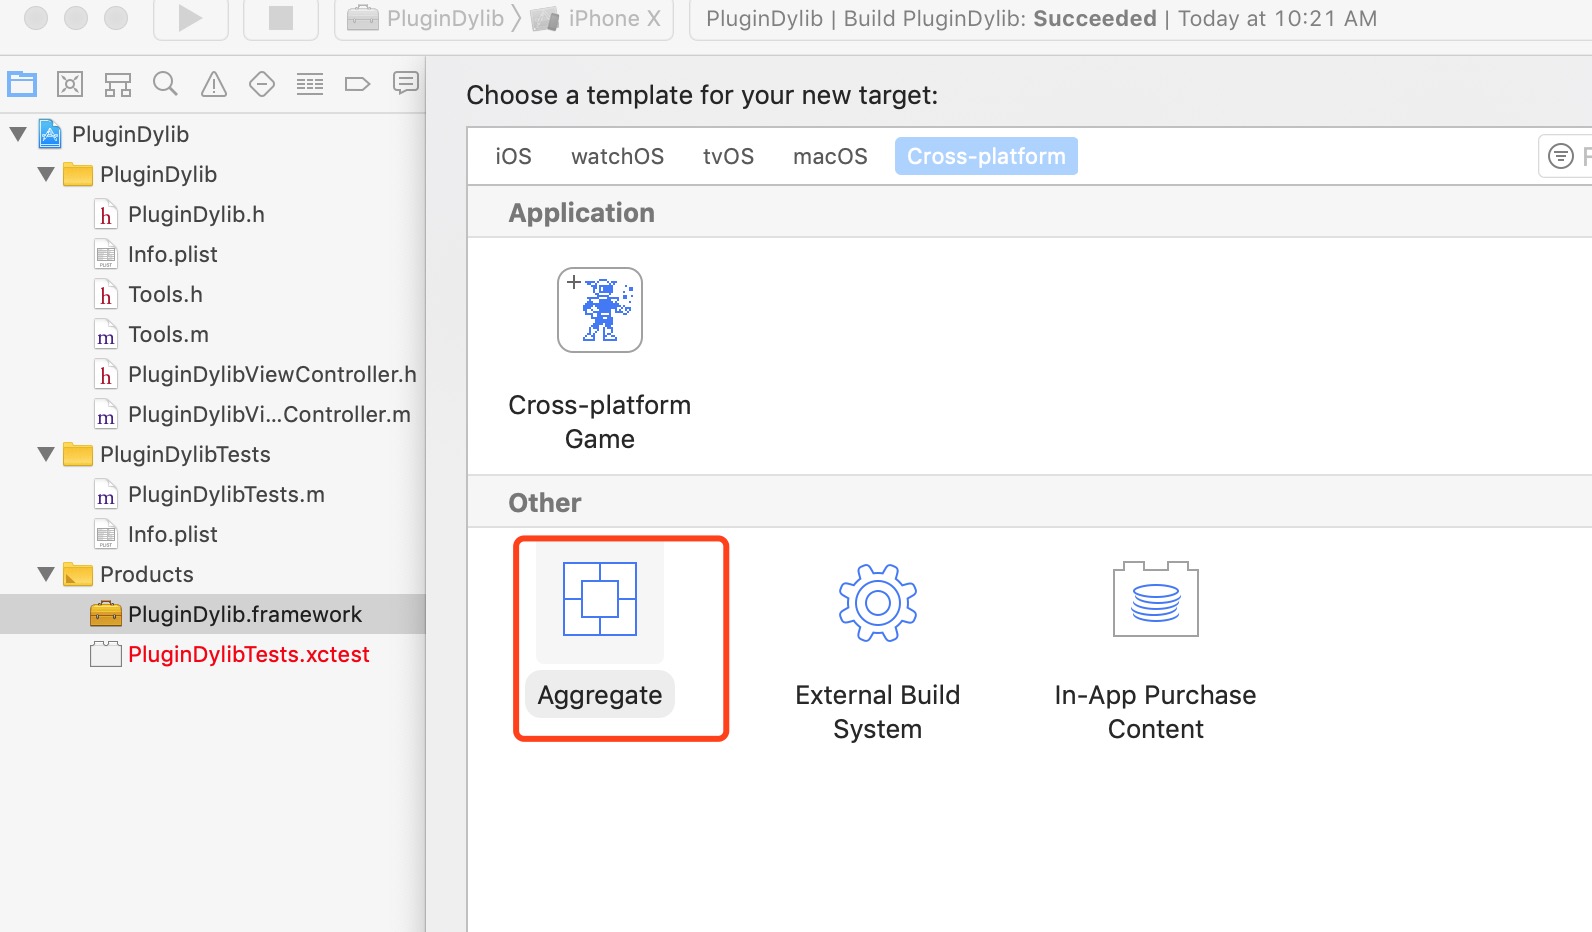 PluginDylib iPhone X
PluginDylib | Build PluginDylib: Succeeded | Today at 10:21 AM
PluginDylib
PluginDylib
h PluginDylib.h
Info.plist
h Tools.h
m Tools.m
h PluginDylibViewController.h
m PluginDylibVi...Controller.m
PluginDylibTests
m PluginDylibTests.m
Info.plist
Products
PluginDylib.framework
PluginDylibTests.xctest
Choose a template for your new target:
iOS watchOS tvOS macOS Cross-platform
Application
Cross-platform
Game
Other
Aggregate
External Build
System
In-App Purchase
Content